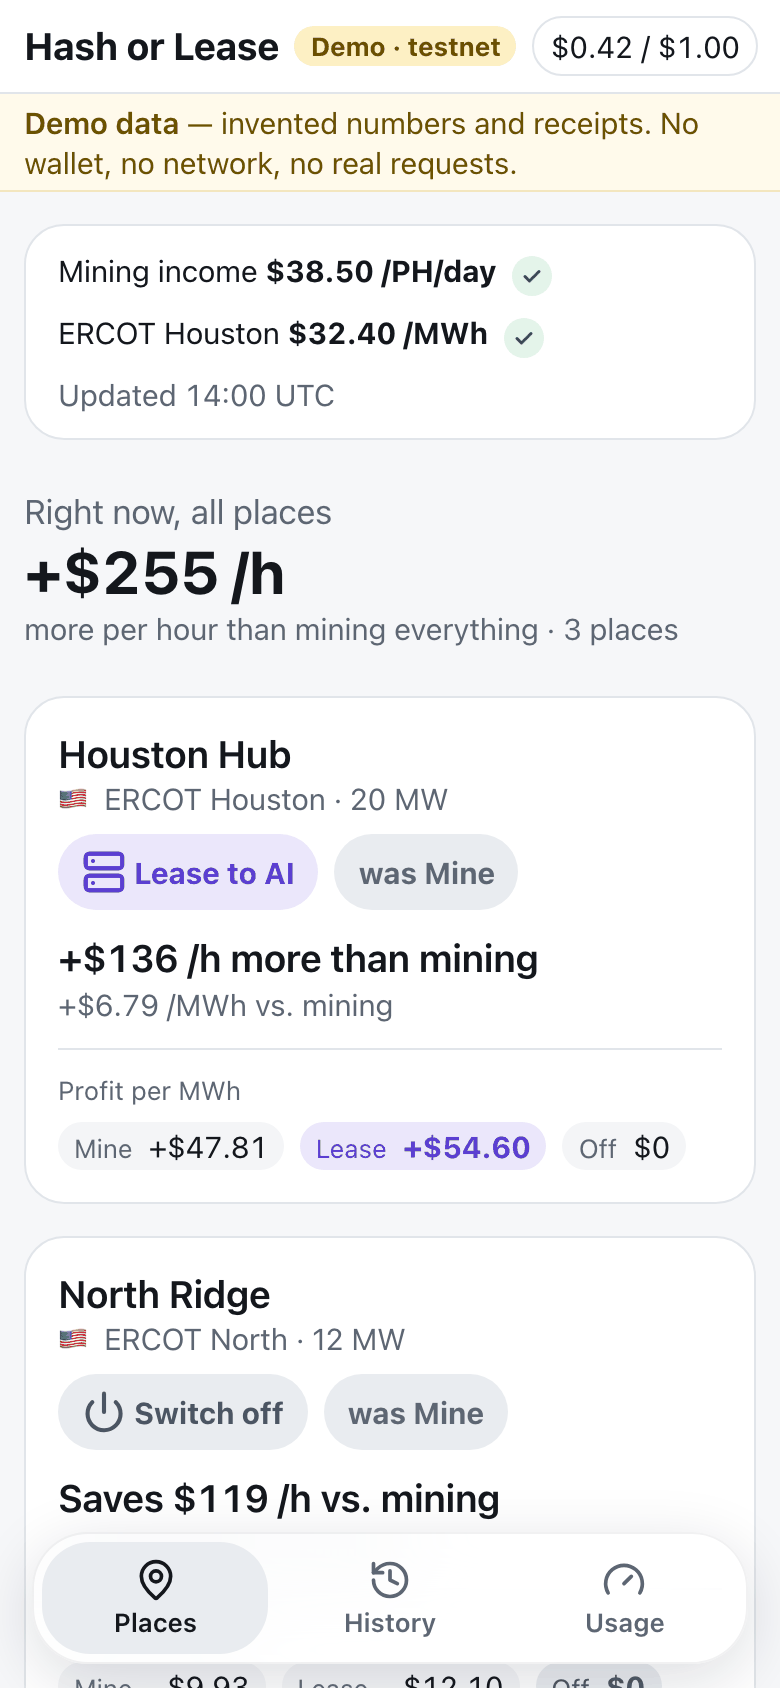 Hash or Lease
Demo · testnet
$0.42 / $1.00
Demo data — invented numbers and receipts. No
wallet, no network, no real requests.
Mining income $38.50 /PH/day
ERCOT Houston $32.40 /MWh
Updated 14:00 UTC
Right now, all places
+$255 /h
more per hour than mining everything · 3 places
Houston Hub
ERCOT Houston · 20 MW
Lease to AI
was Mine
+$136 /h more than mining
+$6.79 /MWh vs. mining
Profit per MWh
Mine +$47.81
Lease +$54.60
Off $0
North Ridge
ERCOT North · 12 MW
Switch off
was Mine
Saves $119 /h vs. mining
Places
History
Usage
Mine
Lease
Off $0